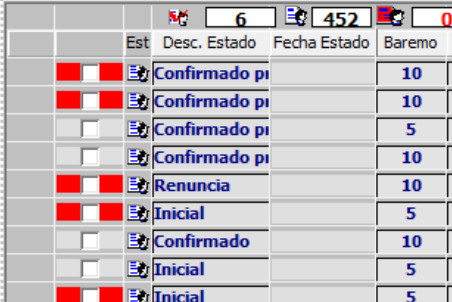 6 452 0
Est Desc. Estado Fecha Estado Baremo
Confirmado pr 10
Confirmado pr 10
Confirmado pr 5
Confirmado pr 10
Renuncia 10
Inicial 5
Confirmado 10
Inicial 5
Inicial 5